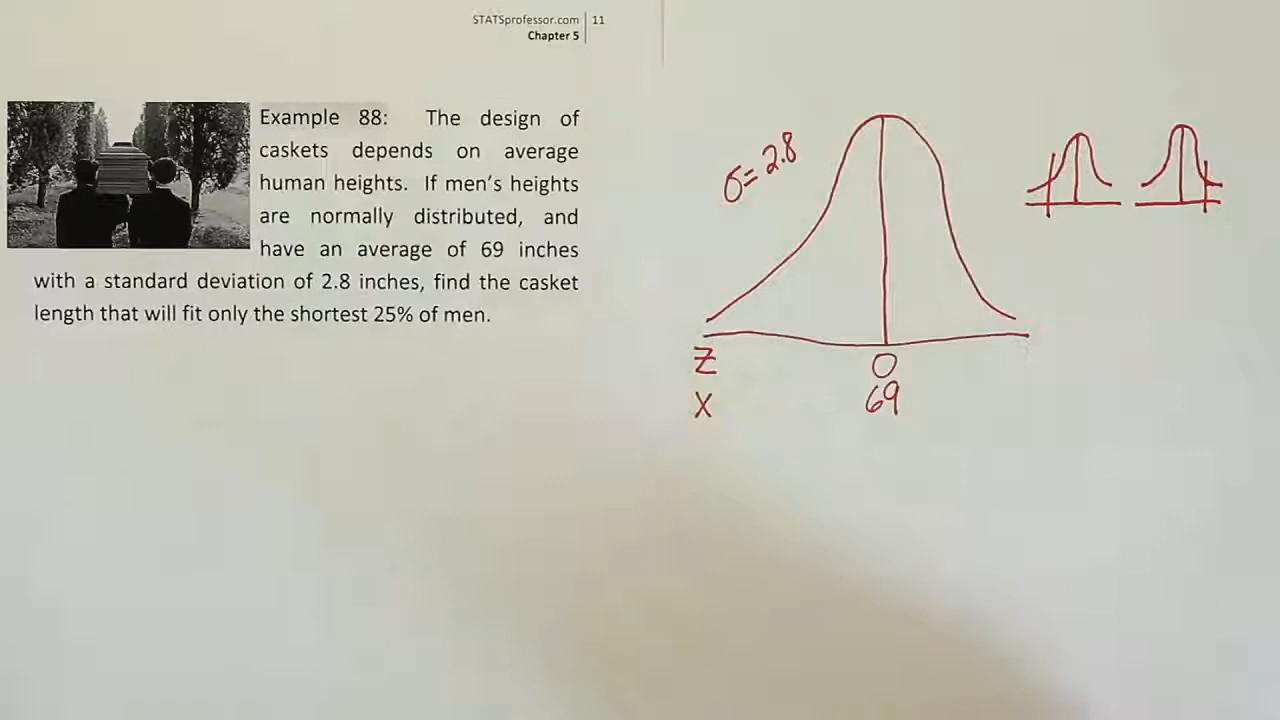 STATSprofessor.com 11
Chapter 5
Example 88: The design of
caskets depends on average
human heights. If men's heights
are normally distributed, and
have an average of 69 inches
with a standard deviation of 2.8 inches, find the casket
length that will fit only the shortest 25% of men.
σ=2.8
Z 0
X 69